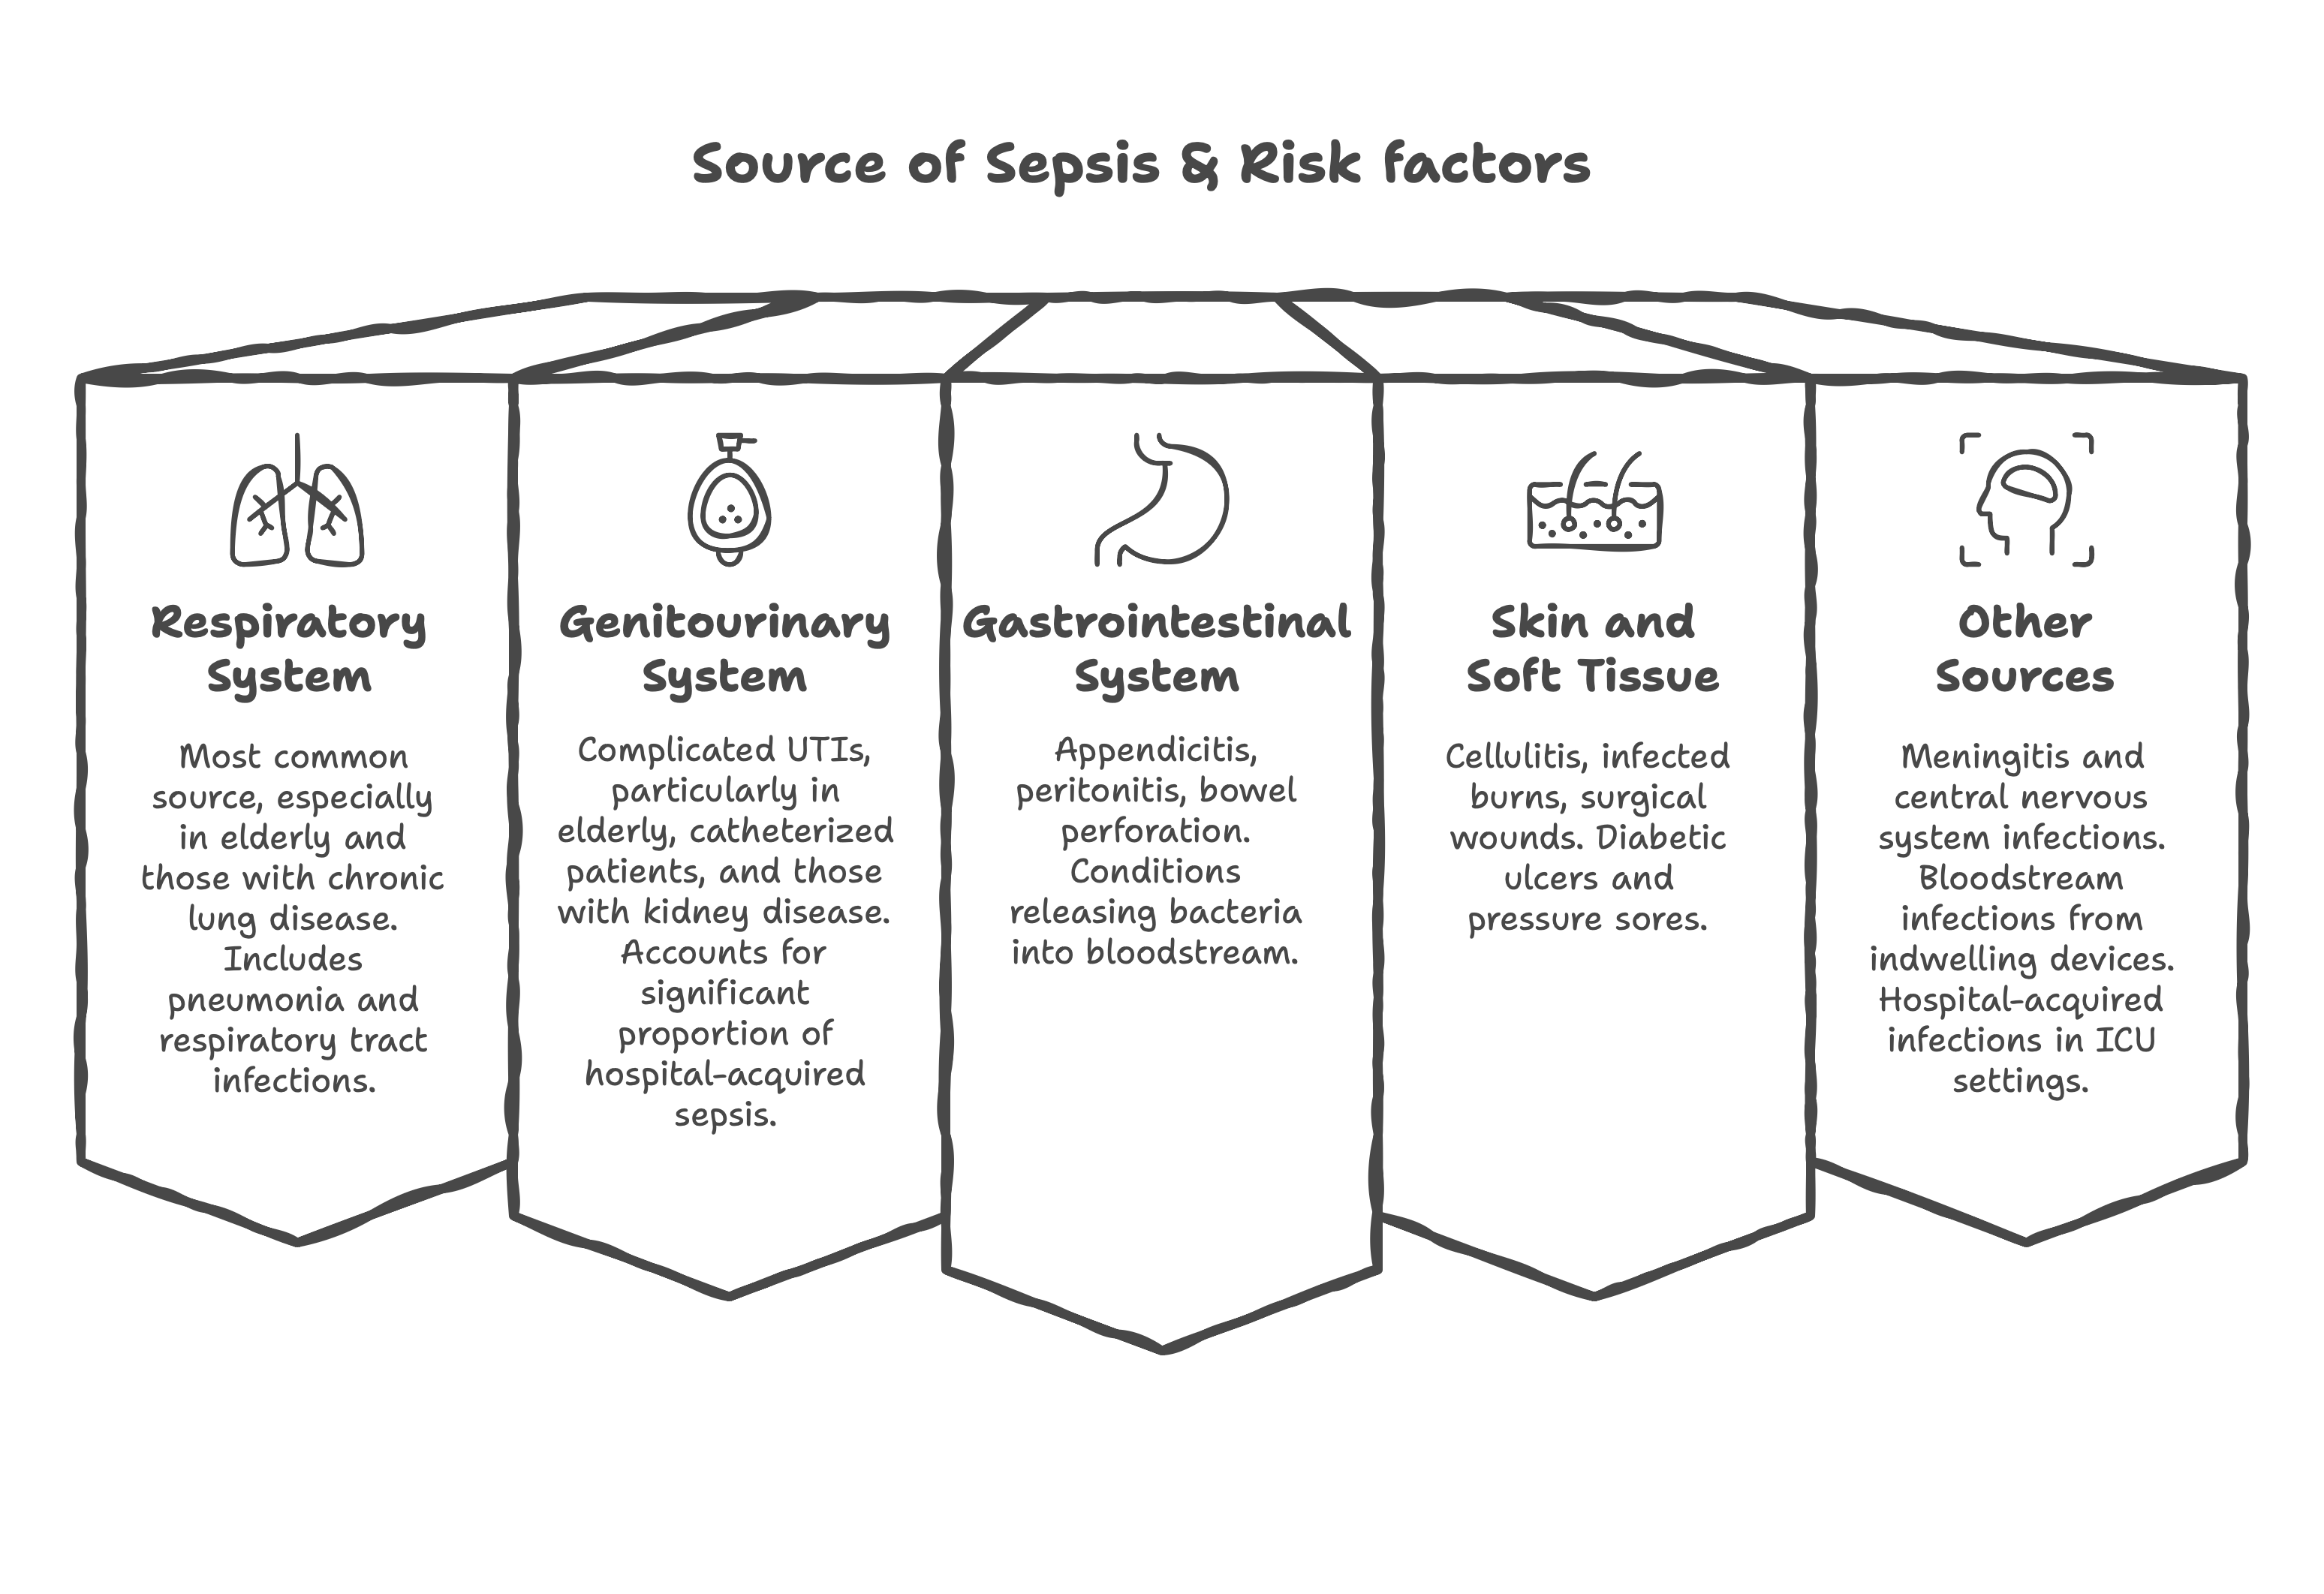 Source of Sepsis & Risk factors
Respiratory
System
Most common
source, especially
in elderly and
those with chronic
lung disease.
Includes
pneumonia and
respiratory tract
infections.
Genitourinary
System
Complicated UTIs,
particularly in
elderly, catheterized
patients, and those
with kidney disease.
Accounts for
significant
proportion of
hospital-acquired
sepsis.
Gastrointestinal
System
Appendicitis,
peritonitis, bowel
perforation.
Conditions
releasing bacteria
into bloodstream.
Skin and
Soft Tissue
Cellulitis, infected
burns, surgical
wounds. Diabetic
ulcers and
pressure sores.
Other
Sources
Meningitis and
central nervous
system infections.
Bloodstream
infections from
indwelling devices.
Hospital-acquired
infections in ICU
settings.